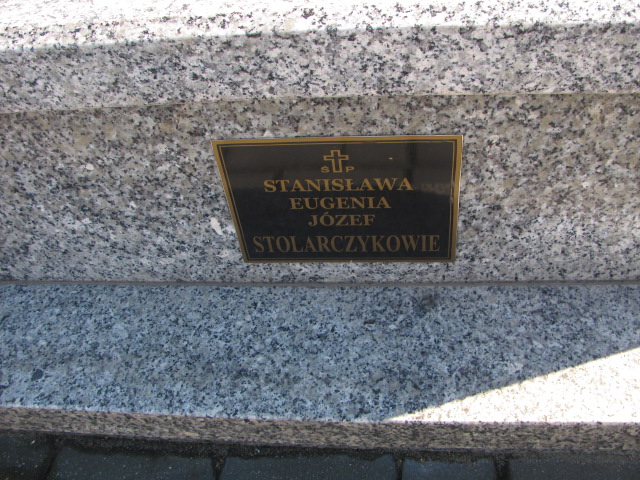 Ś P
STANISŁAWA
EUGENIA
JÓZEF
STOLARCZYKOWIE